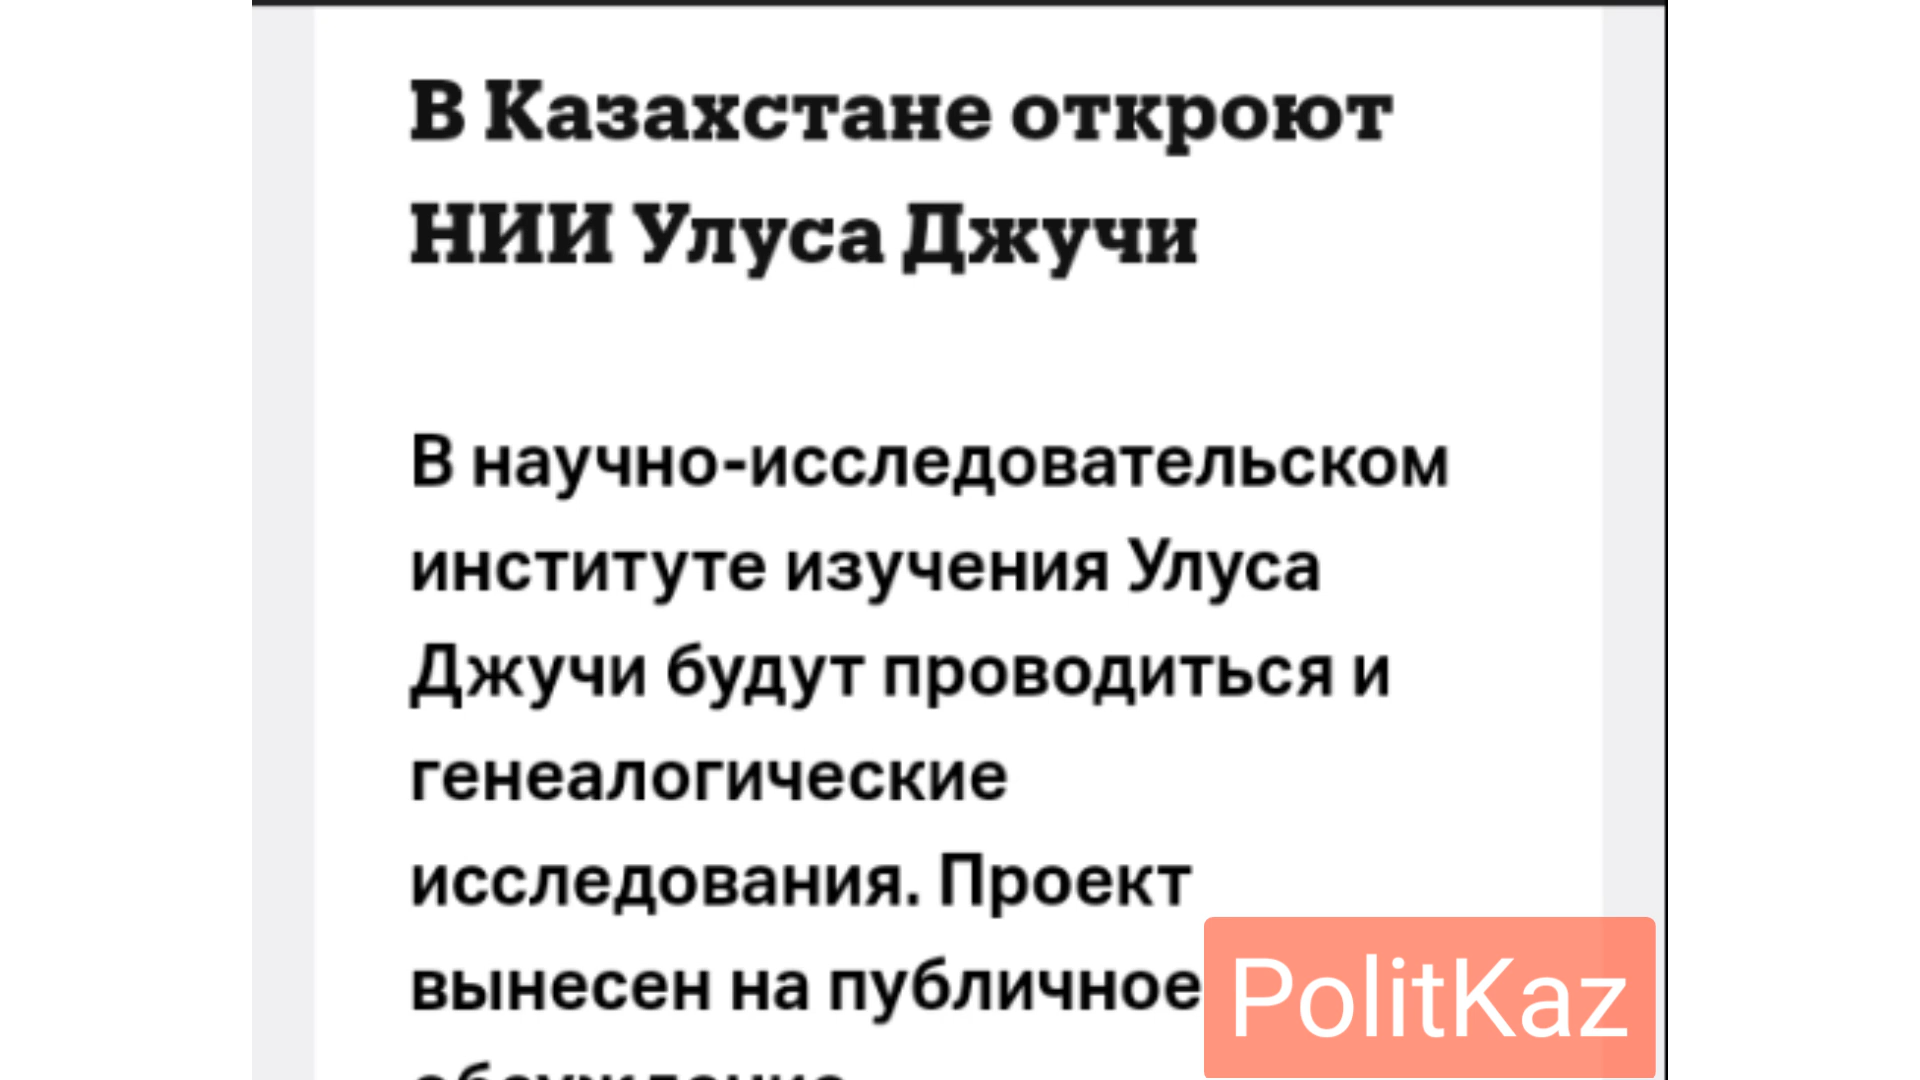 В Казахстане откроют
НИИ Улуса Джучи
В научно-исследовательском
институте изучения Улуса
Джучи будут проводиться и
генеалогические
исследования. Проект
вынесен на публичное
PolitKaz